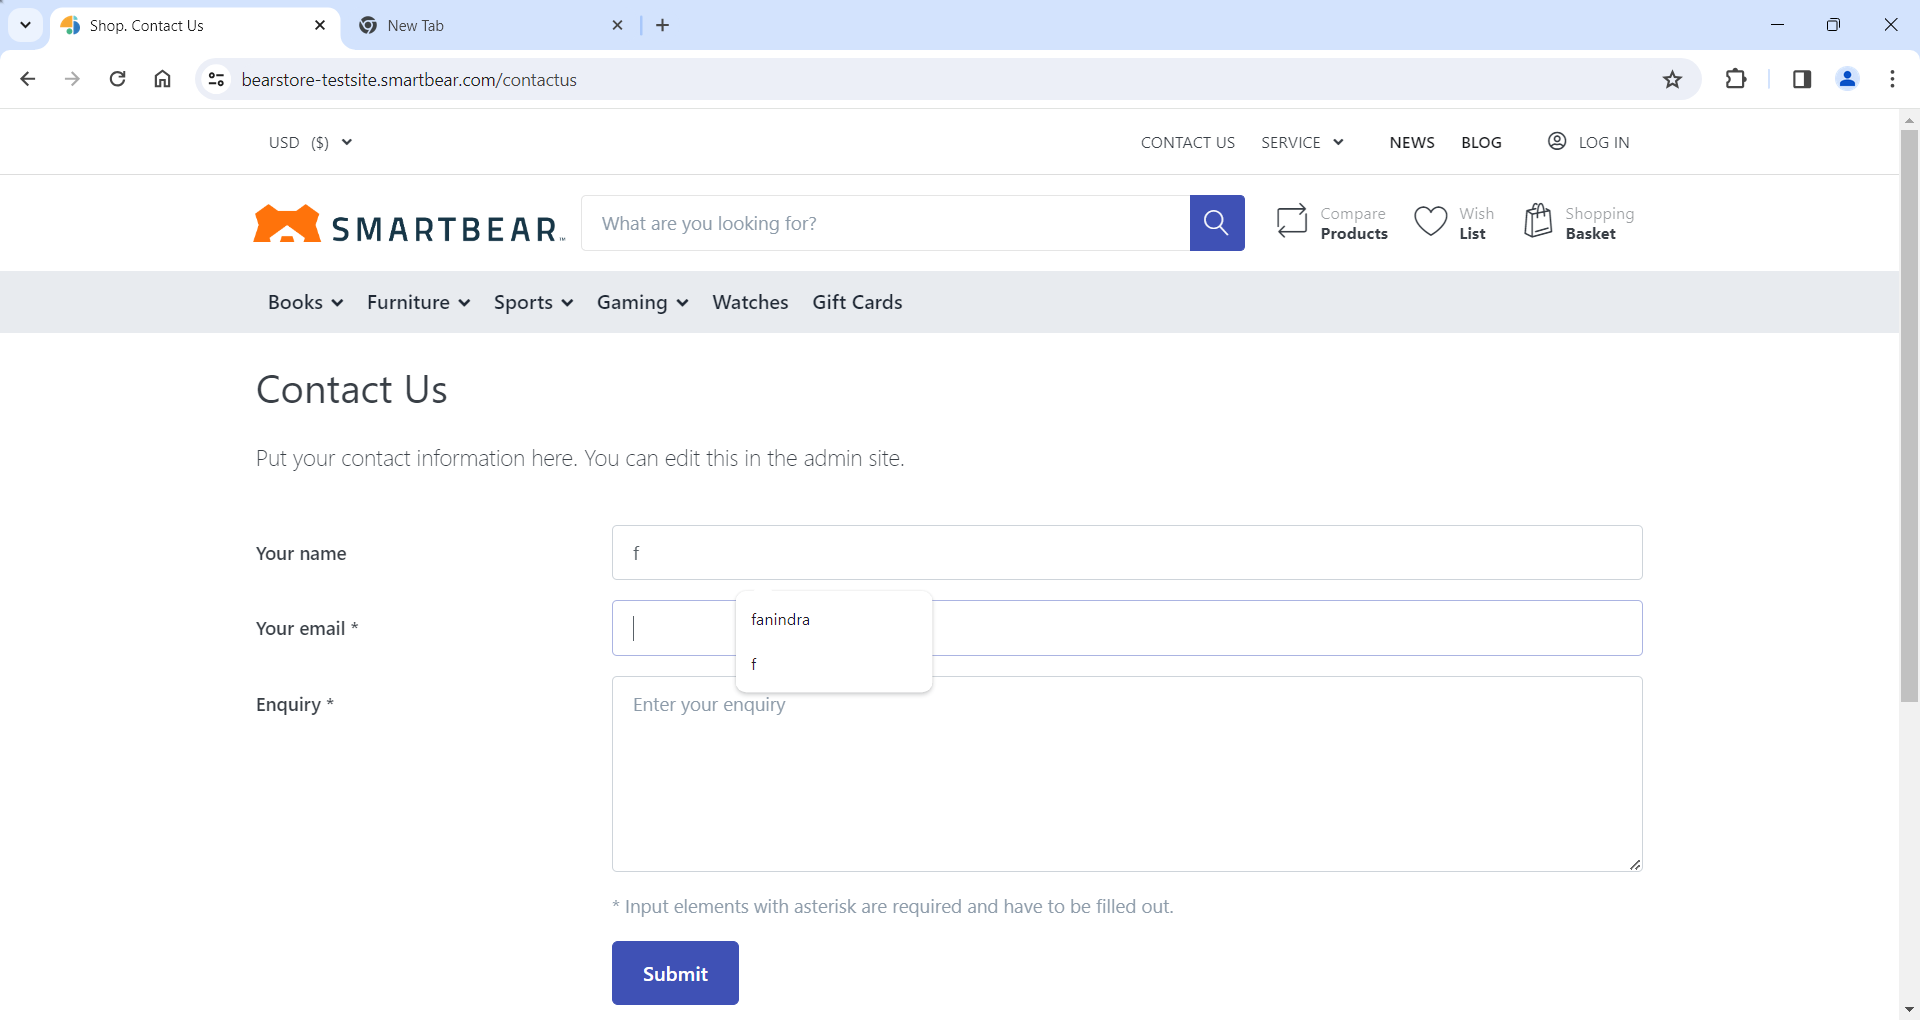 Shop. Contact Us
New Tab
bearstore-testsite.smartbear.com/contactus
USD ($)
CONTACT US
SERVICE
NEWS
BLOG
LOG IN
SMARTBEAR™
What are you looking for?
Compare
Products
Wish
List
Shopping
Basket
Books
Furniture
Sports
Gaming
Watches
Gift Cards
Contact Us
Put your contact information here. You can edit this in the admin site.
Your name
f
Your email *
fanindra
f
Enquiry *
Enter your enquiry
* Input elements with asterisk are required and have to be filled out.
Submit